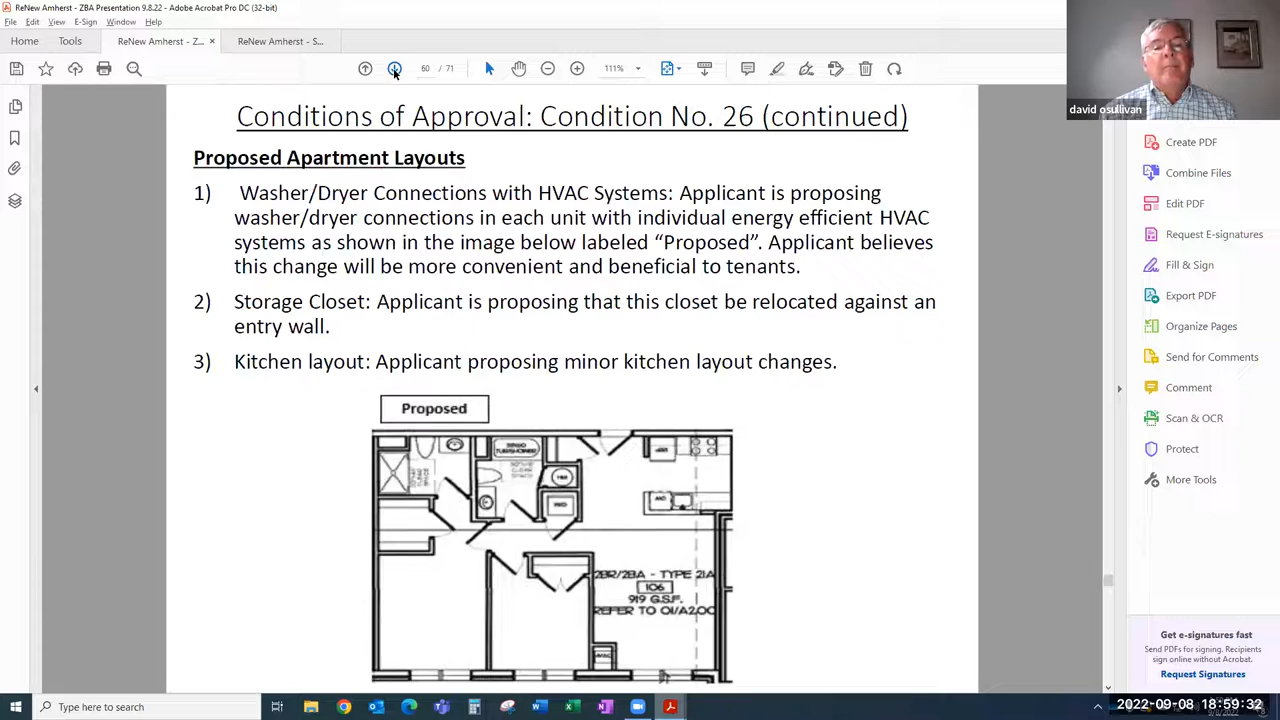 ReNew Amherst - ZBA Presentation 9.8.22 - Adobe Acrobat Pro DC (32-bit)
File Edit View E-Sign Window Help
Home Tools ReNew Amherst - Z... × ReNew Amherst - S...
60 / 71 111%
david osullivan
Conditions of Approval: Condition No. 26 (continued)
Proposed Apartment Layouts
1) Washer/Dryer Connections with HVAC Systems: Applicant is proposing
washer/dryer connections in each unit with individual energy efficient HVAC
systems as shown in the image below labeled “Proposed”. Applicant believes
this change will be more convenient and beneficial to tenants.
2) Storage Closet: Applicant is proposing that this closet be relocated against an
entry wall.
3) Kitchen layout: Applicant proposing minor kitchen layout changes.
Proposed
2BR/2BA - TYPE 21A
106
919 G.S.F.
REFER TO 01/A2.00
Create PDF
Combine Files
Edit PDF
Request E-signatures
Fill & Sign
Export PDF
Organize Pages
Send for Comments
Comment
Scan & OCR
Protect
More Tools
Get e-signatures fast
Send PDFs for signing. Recipients
sign online without Acrobat.
Request Signatures
Type here to search
2022-09-08 18:59:32